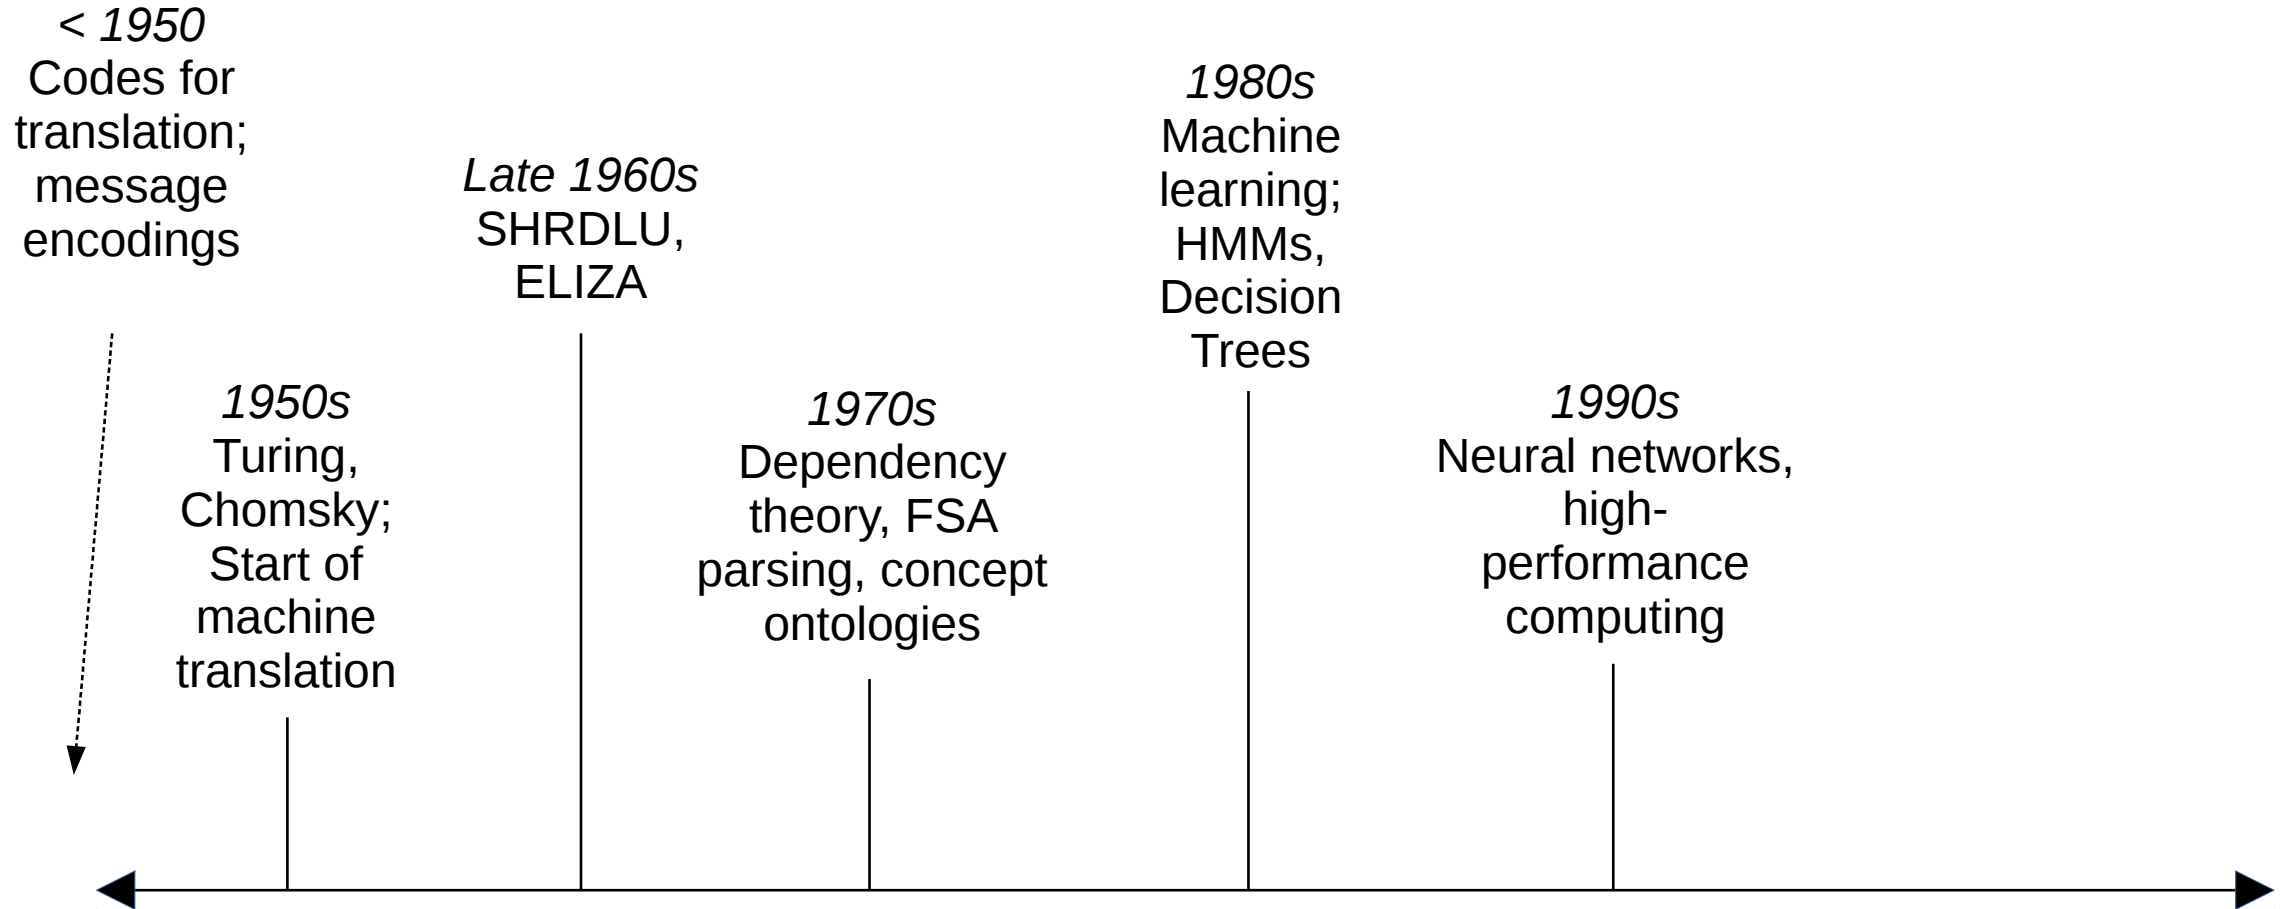 < 1950
Codes for
translation;
message
encodings
1950s
Turing,
Chomsky;
Start of
machine
translation
Late 1960s
SHRDLU,
ELIZA
1970s
Dependency
theory, FSA
parsing, concept
ontologies
1980s
Machine
learning;
HMMs,
Decision
Trees
1990s
Neural networks,
high-
performance
computing